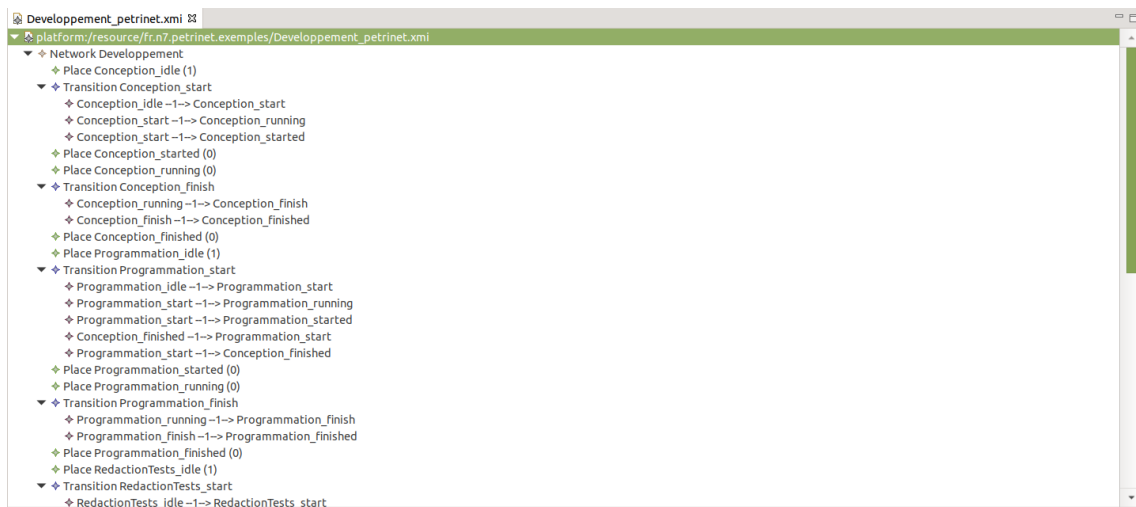 Developpement_petrinet.xmi
platform:/resource/fr.n7.petrinet.exemples/Developpement_petrinet.xmi
Network Developpement
Place Conception_idle (1)
Transition Conception_start
Conception_idle --1--> Conception_start
Conception_start --1--> Conception_running
Conception_start --1--> Conception_started
Place Conception_started (0)
Place Conception_running (0)
Transition Conception_finish
Conception_running --1--> Conception_finish
Conception_finish --1--> Conception_finished
Place Conception_finished (0)
Place Programmation_idle (1)
Transition Programmation_start
Programmation_idle --1--> Programmation_start
Programmation_start --1--> Programmation_running
Programmation_start --1--> Programmation_started
Conception_finished --1--> Programmation_start
Programmation_start --1--> Conception_finished
Place Programmation_started (0)
Place Programmation_running (0)
Transition Programmation_finish
Programmation_running --1--> Programmation_finish
Programmation_finish --1--> Programmation_finished
Place Programmation_finished (0)
Place RedactionTests_idle (1)
Transition RedactionTests_start
RedactionTests_idle --1--> RedactionTests_start